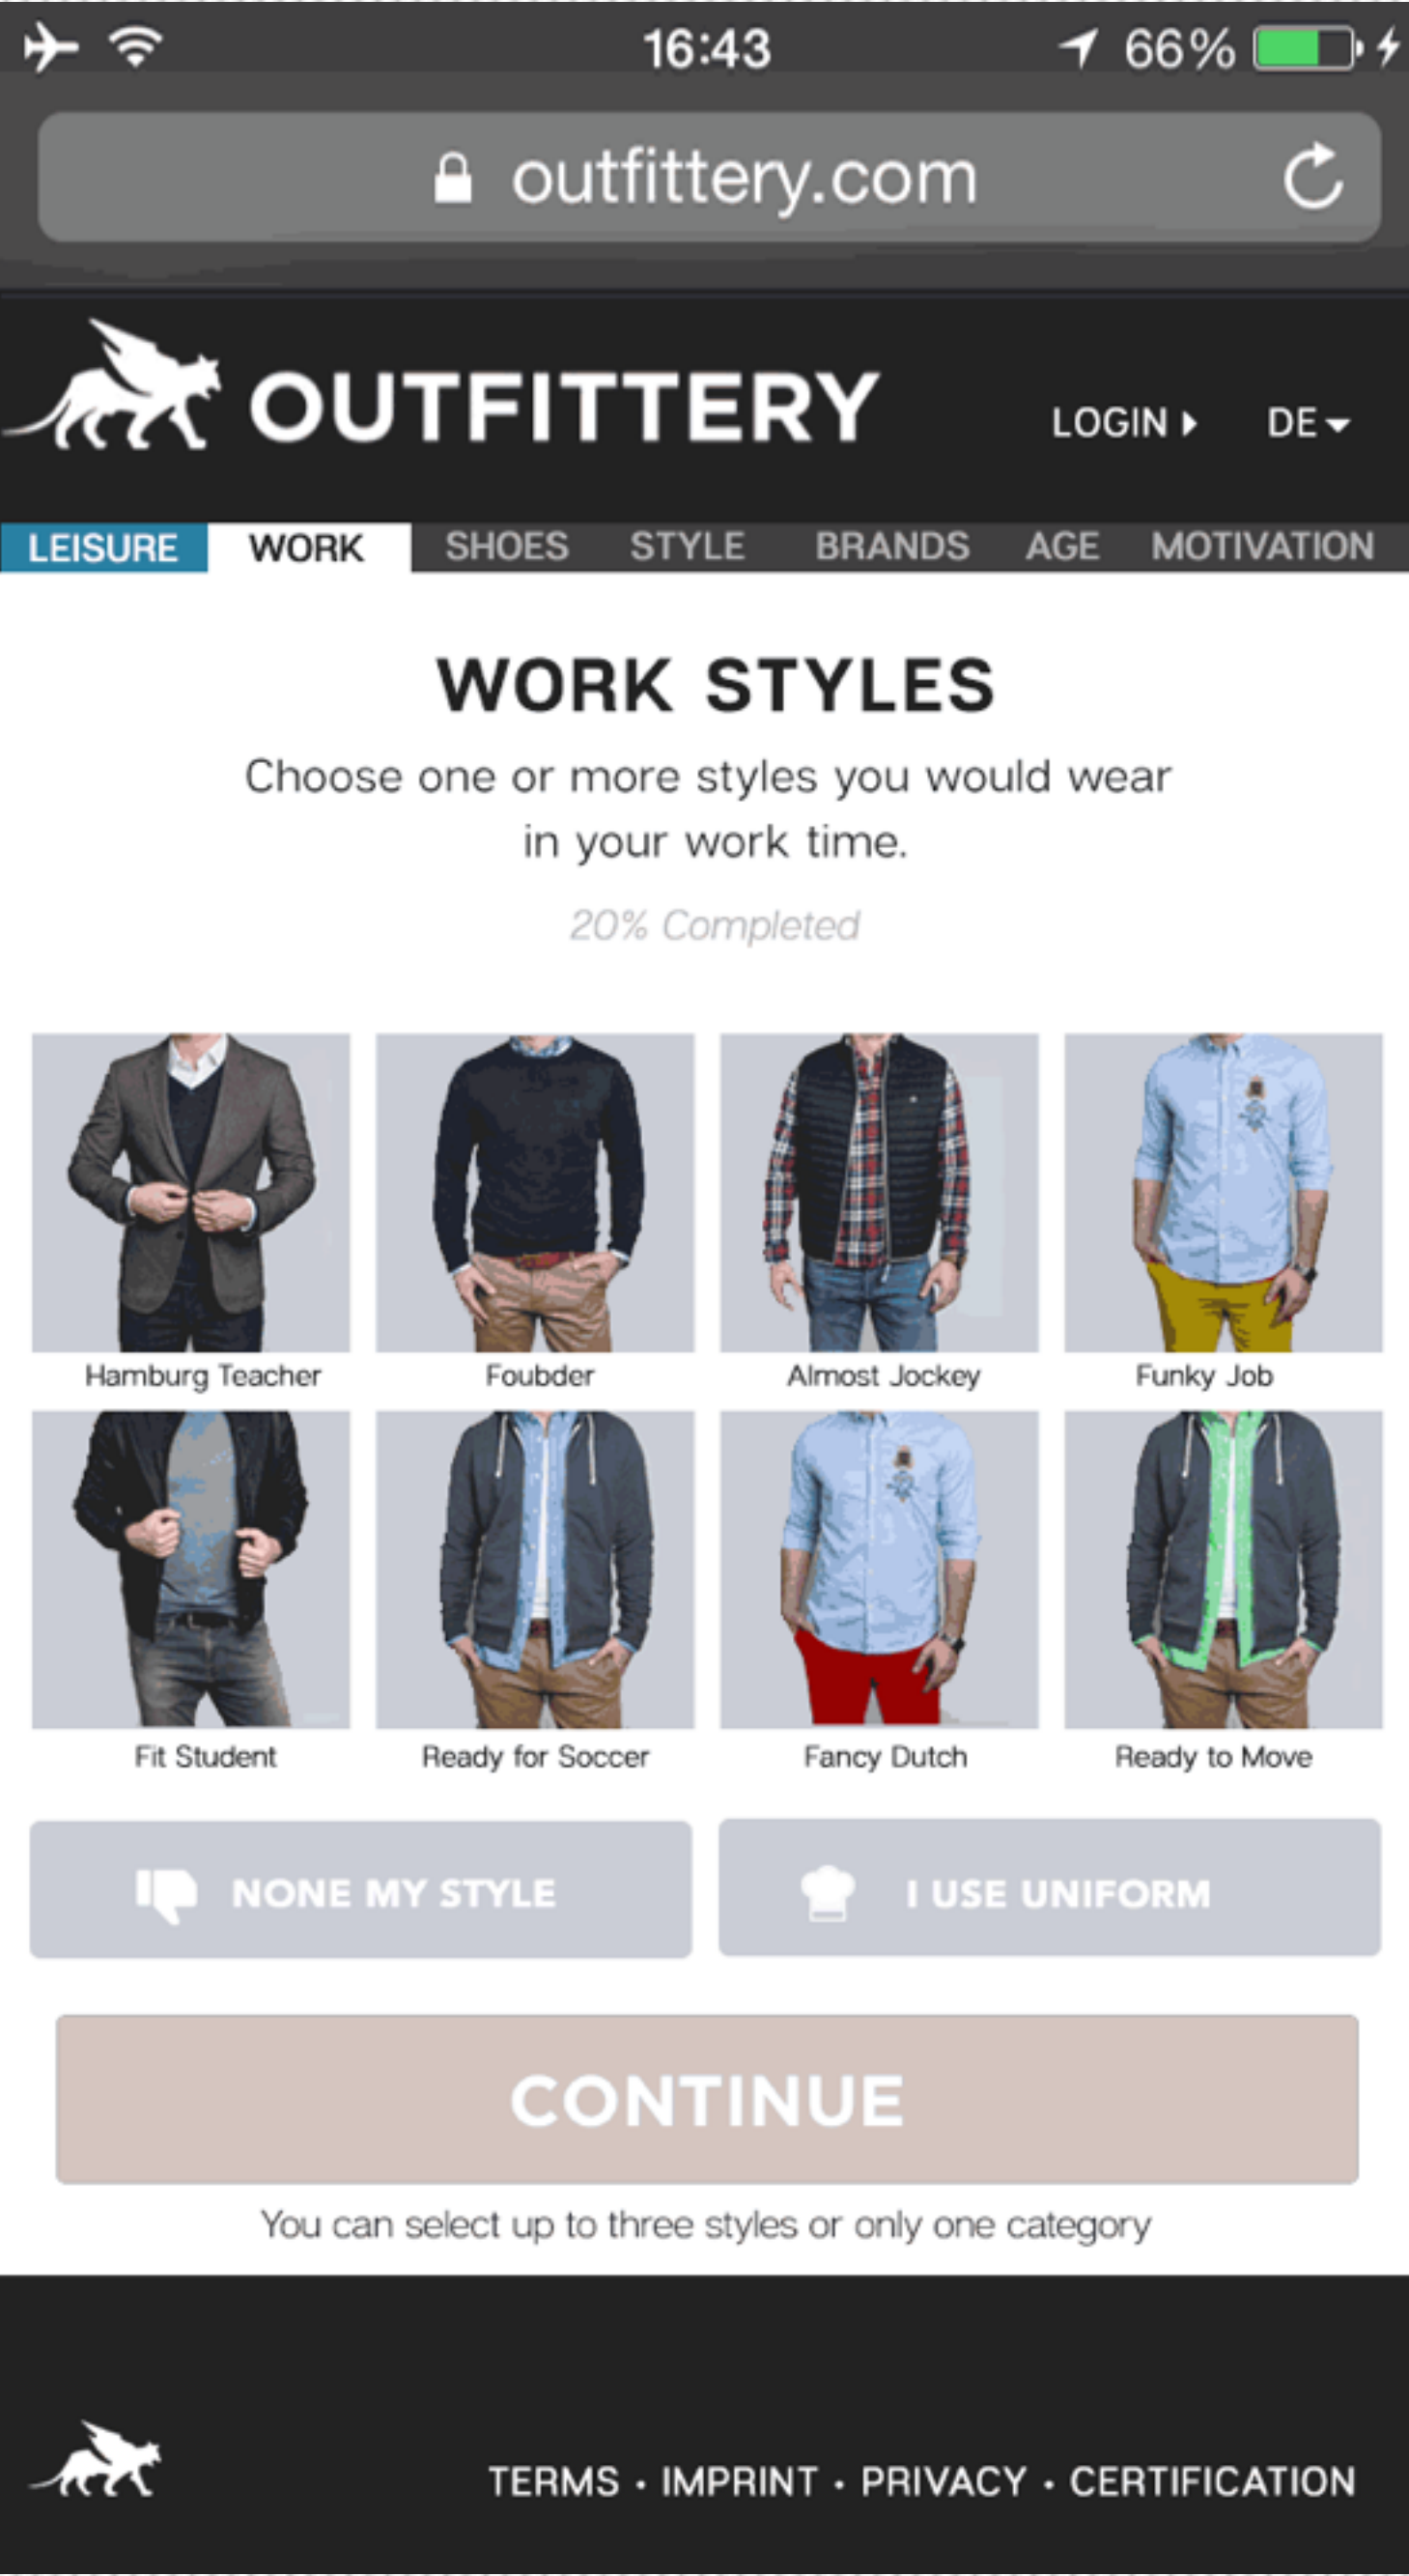 16:43
66%
outfittery.com
OUTFITTERY
LOGIN
DE
LEISURE WORK SHOES STYLE BRANDS AGE MOTIVATION
WORK STYLES
Choose one or more styles you would wear
in your work time.
20% Completed
Hamburg Teacher
Foubder
Almost Jockey
Funky Job
Fit Student
Ready for Soccer
Fancy Dutch
Ready to Move
NONE MY STYLE
I USE UNIFORM
CONTINUE
You can select up to three styles or only one category
TERMS · IMPRINT · PRIVACY · CERTIFICATION